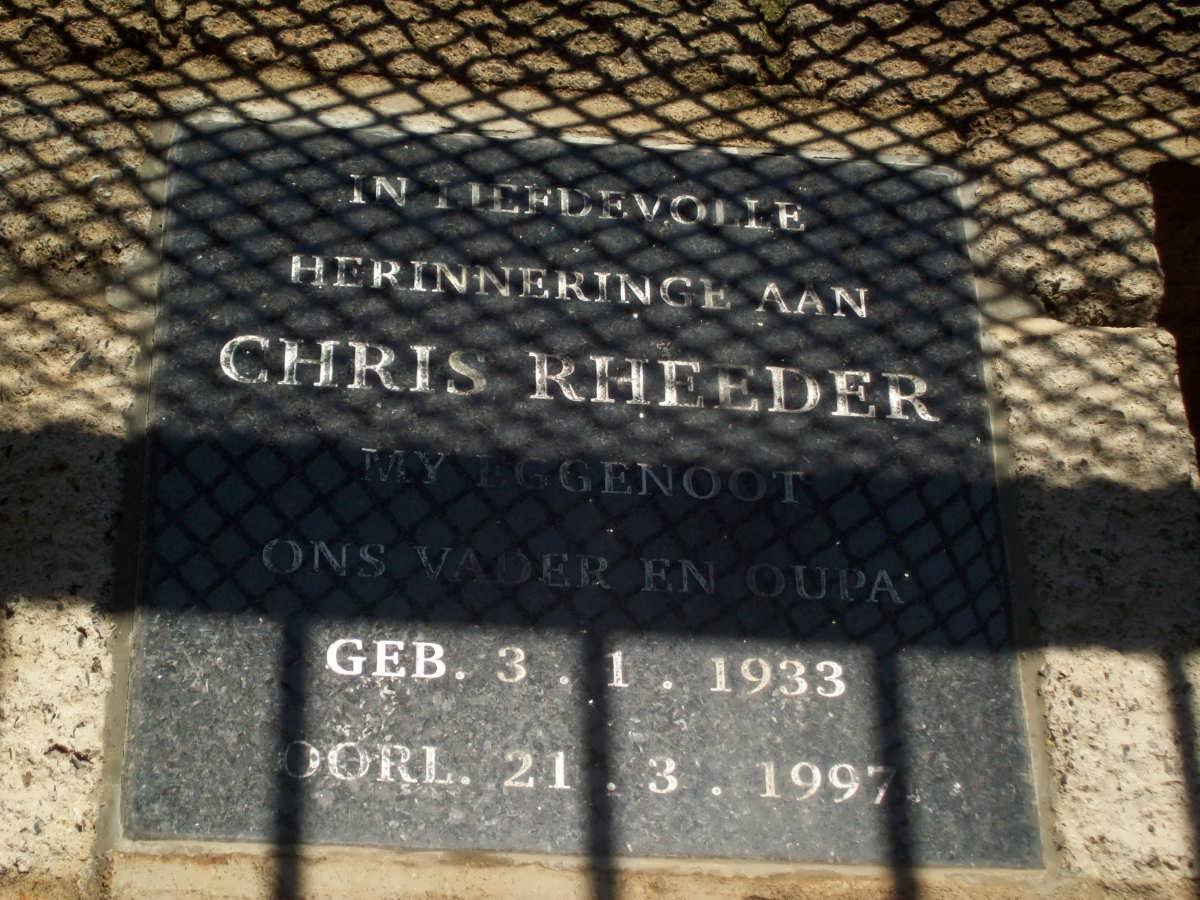 IN LIEFDEVOLLE
HERINNERINGE AAN
CHRIS RHEEDER
MY EGGENOOT
ONS VADER EN OUPA
GEB. 3 . 1 . 1933
OORL. 21 . 3 . 1997.